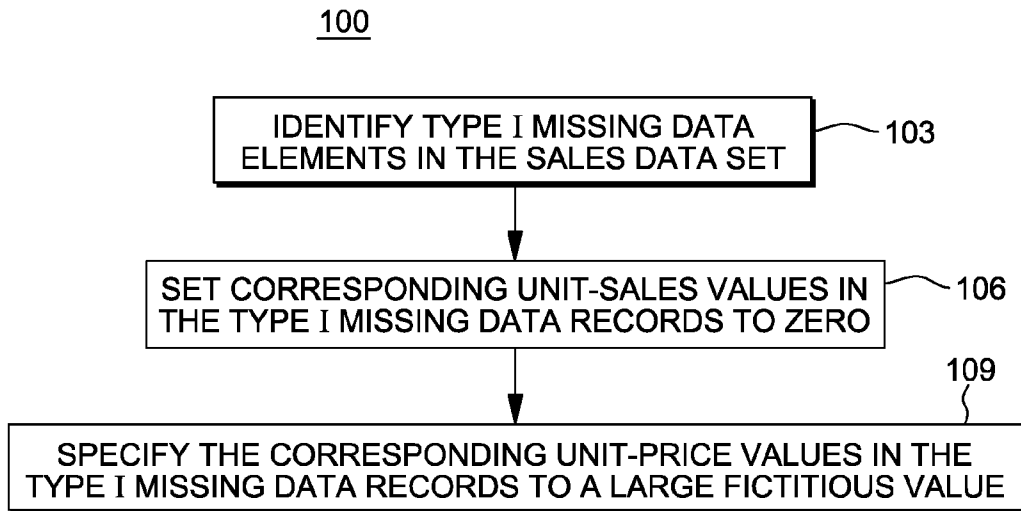 100
IDENTIFY TYPE I MISSING DATA
ELEMENTS IN THE SALES DATA SET
103
SET CORRESPONDING UNIT-SALES VALUES IN
THE TYPE I MISSING DATA RECORDS TO ZERO
106
109
SPECIFY THE CORRESPONDING UNIT-PRICE VALUES IN THE
TYPE I MISSING DATA RECORDS TO A LARGE FICTITIOUS VALUE